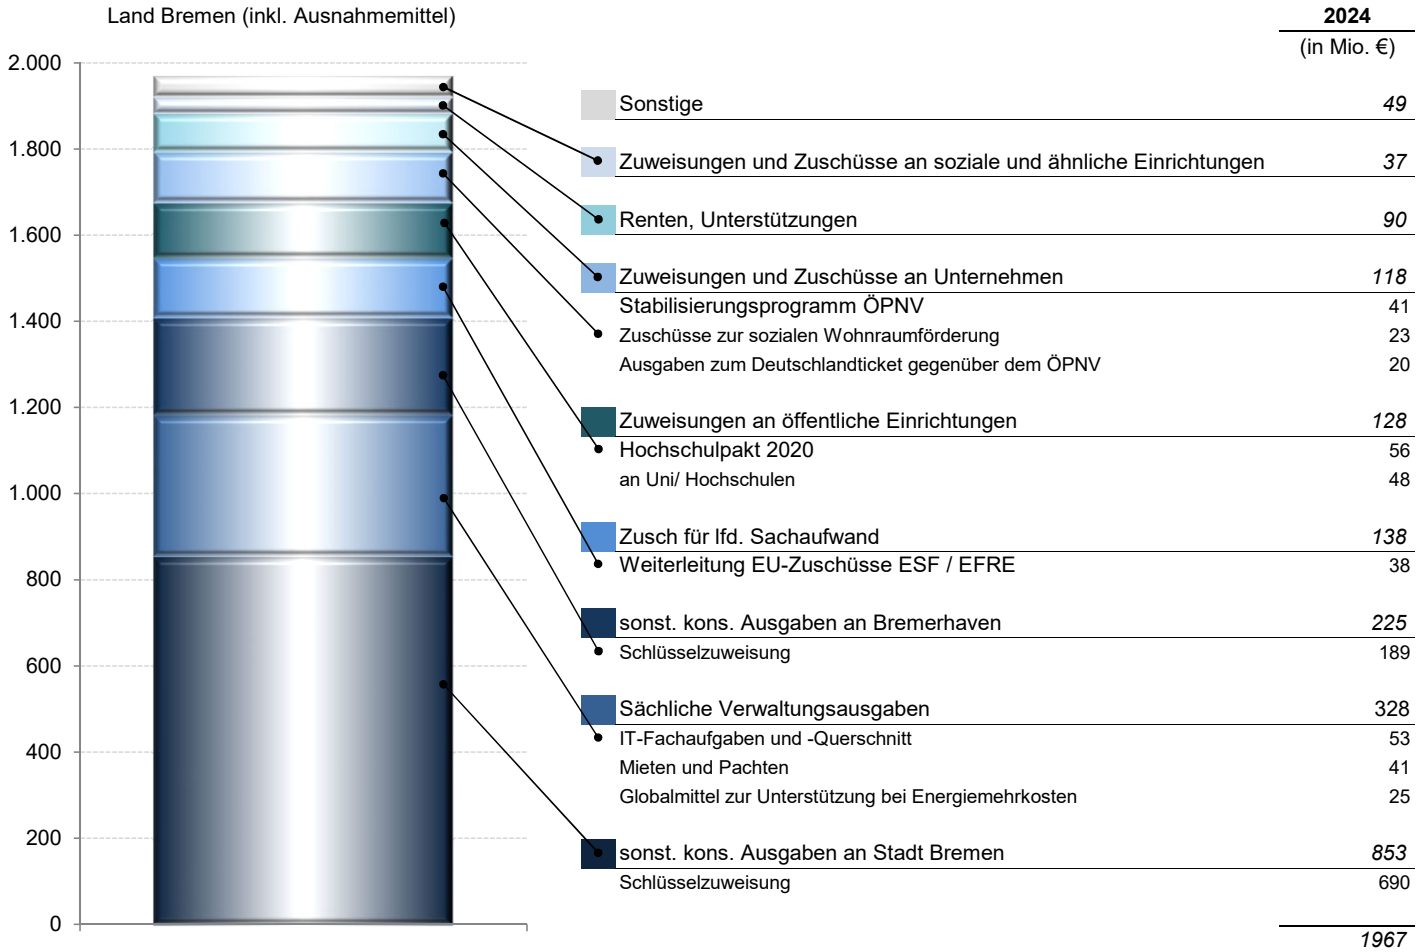 Land Bremen (inkl. Ausnahmemittel)
2024
(in Mio. €)
2.000
1.800
1.600
1.400
1.200
1.000
800
600
400
200
0
Sonstige 49
Zuweisungen und Zuschüsse an soziale und ähnliche Einrichtungen 37
Renten, Unterstützungen 90
Zuweisungen und Zuschüsse an Unternehmen 118
Stabilisierungsprogramm ÖPNV 41
Zuschüsse zur sozialen Wohnraumförderung 23
Ausgaben zum Deutschlandticket gegenüber dem ÖPNV 20
Zuweisungen an öffentliche Einrichtungen 128
Hochschulpakt 2020 56
an Uni/ Hochschulen 48
Zusch für lfd. Sachaufwand 138
Weiterleitung EU-Zuschüsse ESF / EFRE 38
sonst. kons. Ausgaben an Bremerhaven 225
Schlüsselzuweisung 189
Sächliche Verwaltungsausgaben 328
IT-Fachaufgaben und -Querschnitt 53
Mieten und Pachten 41
Globalmittel zur Unterstützung bei Energiemehrkosten 25
sonst. kons. Ausgaben an Stadt Bremen 853
Schlüsselzuweisung 690
1967